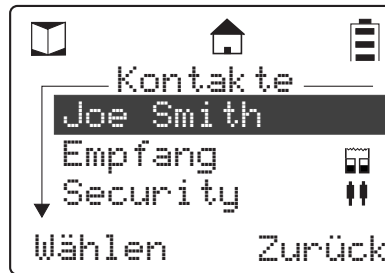 Kontakte
Joe Smith
Empfang
Security
Wählen Zurück